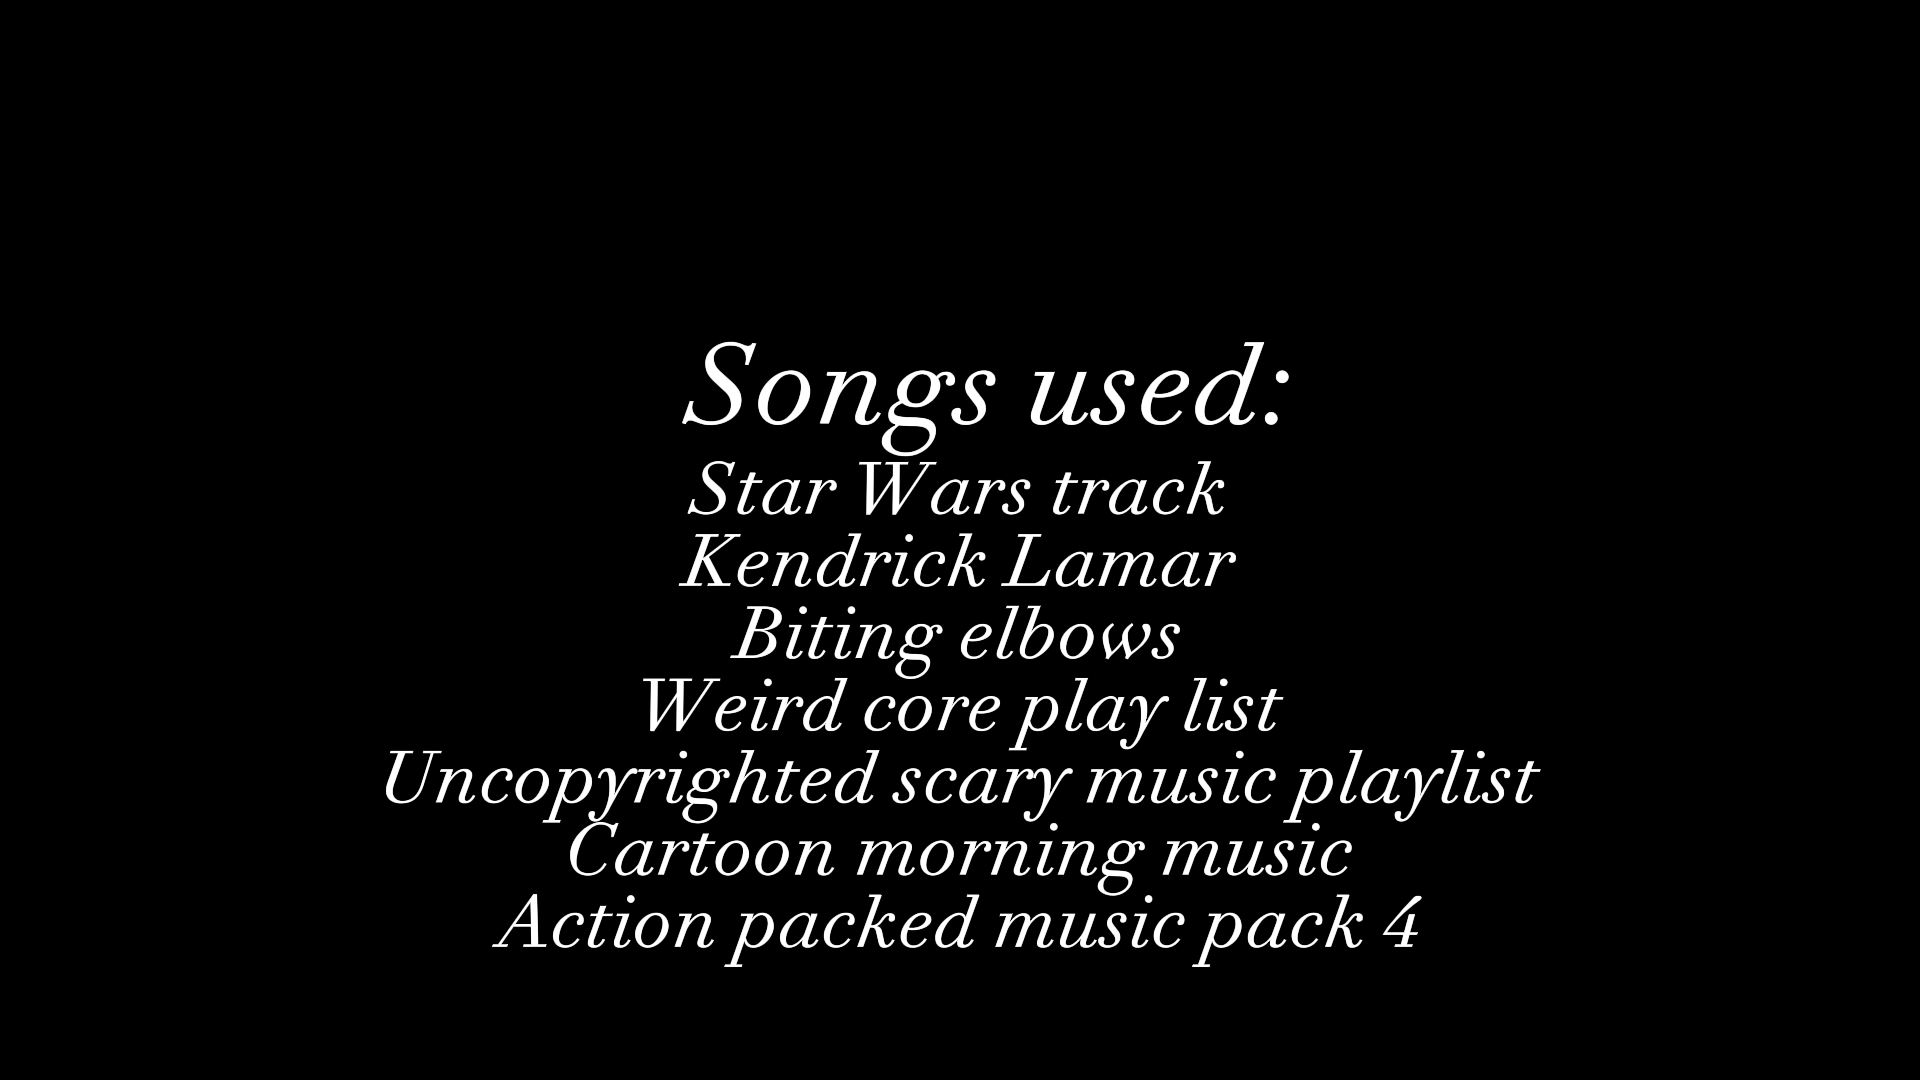 Songs used:
Star Wars track
Kendrick Lamar
Biting elbows
Weird core play list
Uncopyrighted scary music playlist
Cartoon morning music
Action packed music pack 4